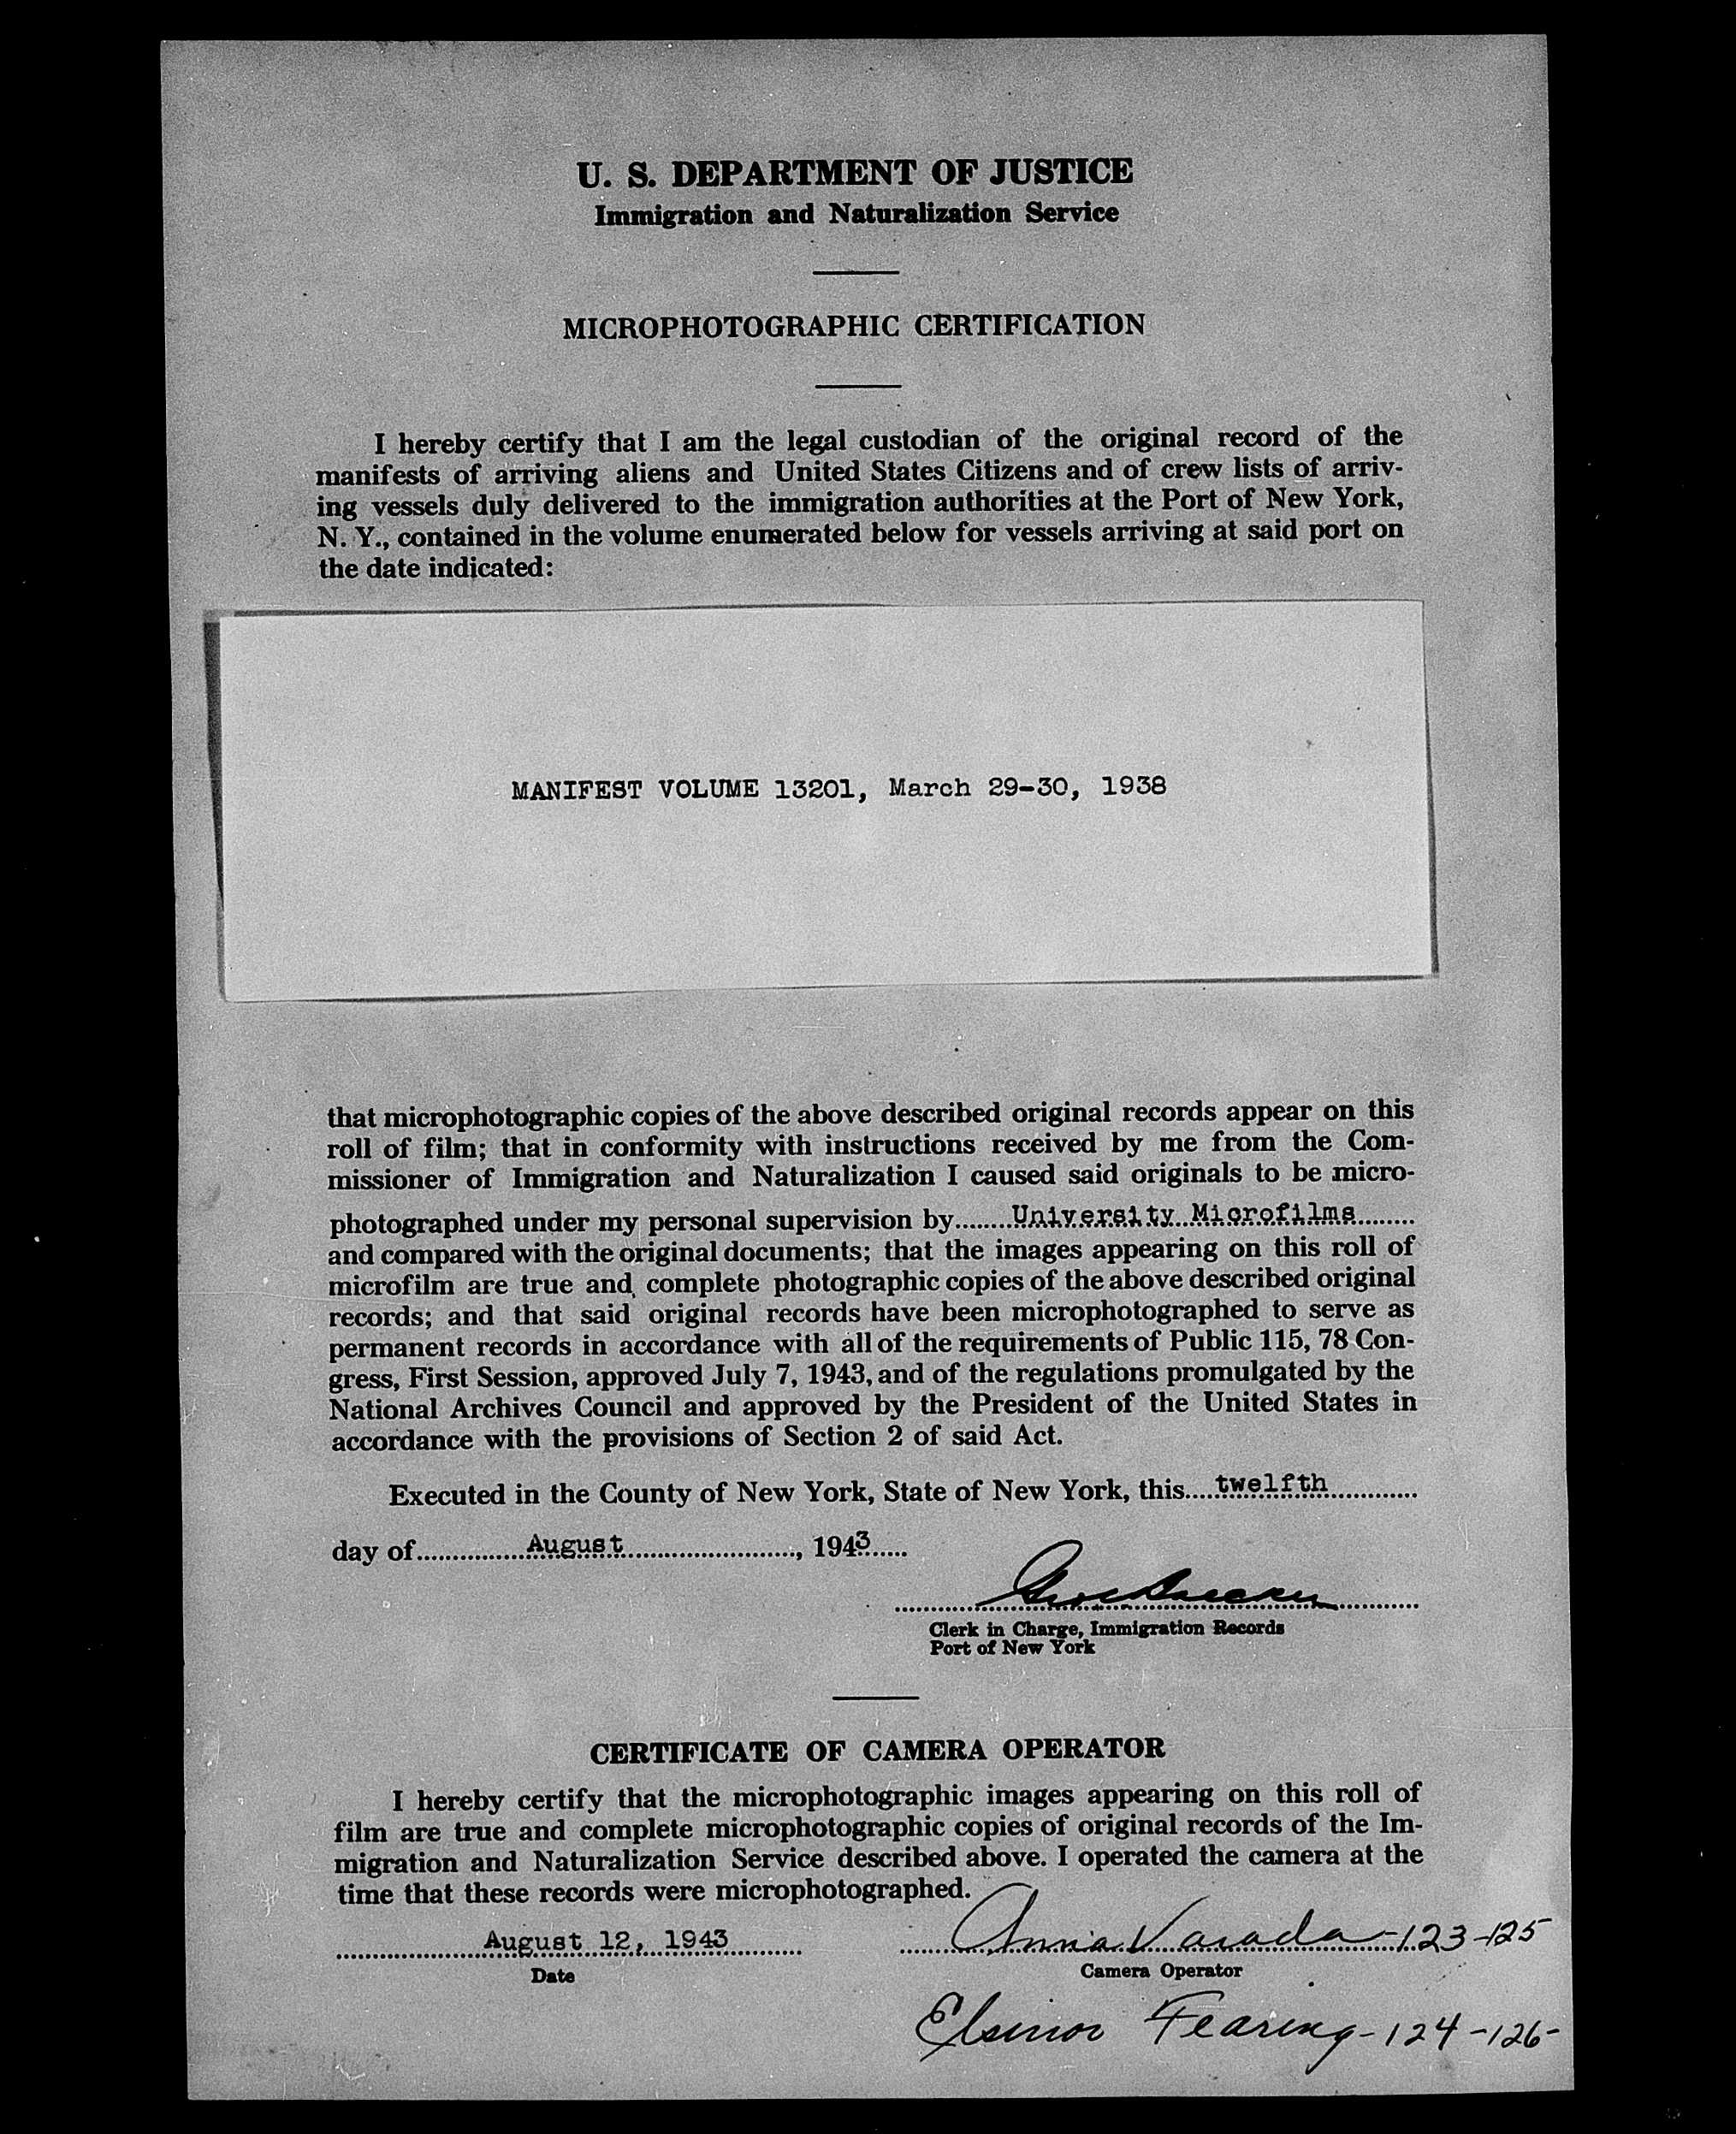 U. S. DEPARTMENT OF JUSTICE
Immigration and Naturalization Service
MICROPHOTOGRAPHIC CERTIFICATION
I hereby certify that I am the legal custodian of the original record of the
manifests of arriving aliens and United States Citizens and of crew lists of arriv-
ing vessels duly delivered to the immigration authorities at the Port of New York,
N. Y., contained in the volume enumerated below for vessels arriving at said port on
the date indicated:
MANIFEST VOLUME 13201, March 29-30, 1938
that microphotographic copies of the above described original records appear on this
roll of film; that in conformity with instructions received by me from the Com-
missioner of Immigration and Naturalization I caused said originals to be micro-
photographed under my personal supervision by........University Microfilms........
and compared with the original documents; that the images appearing on this roll of
microfilm are true and complete photographic copies of the above described original
records; and that said original records have been microphotographed to serve as
permanent records in accordance with all of the requirements of Public 115, 78 Con-
gress, First Session, approved July 7, 1943, and of the regulations promulgated by the
National Archives Council and approved by the President of the United States in
accordance with the provisions of Section 2 of said Act.
Executed in the County of New York, State of New York, this....twelfth............
day of...............August........................, 1943.....
Clerk in Charge, Immigration Records
Port of New York
CERTIFICATE OF CAMERA OPERATOR
I hereby certify that the microphotographic images appearing on this roll of
film are true and complete microphotographic copies of original records of the Im-
migration and Naturalization Service described above. I operated the camera at the
time that these records were microphotographed.
August 12, 1943
Anna Varada-123-125
Date
Camera Operator
Fearing-124-126-